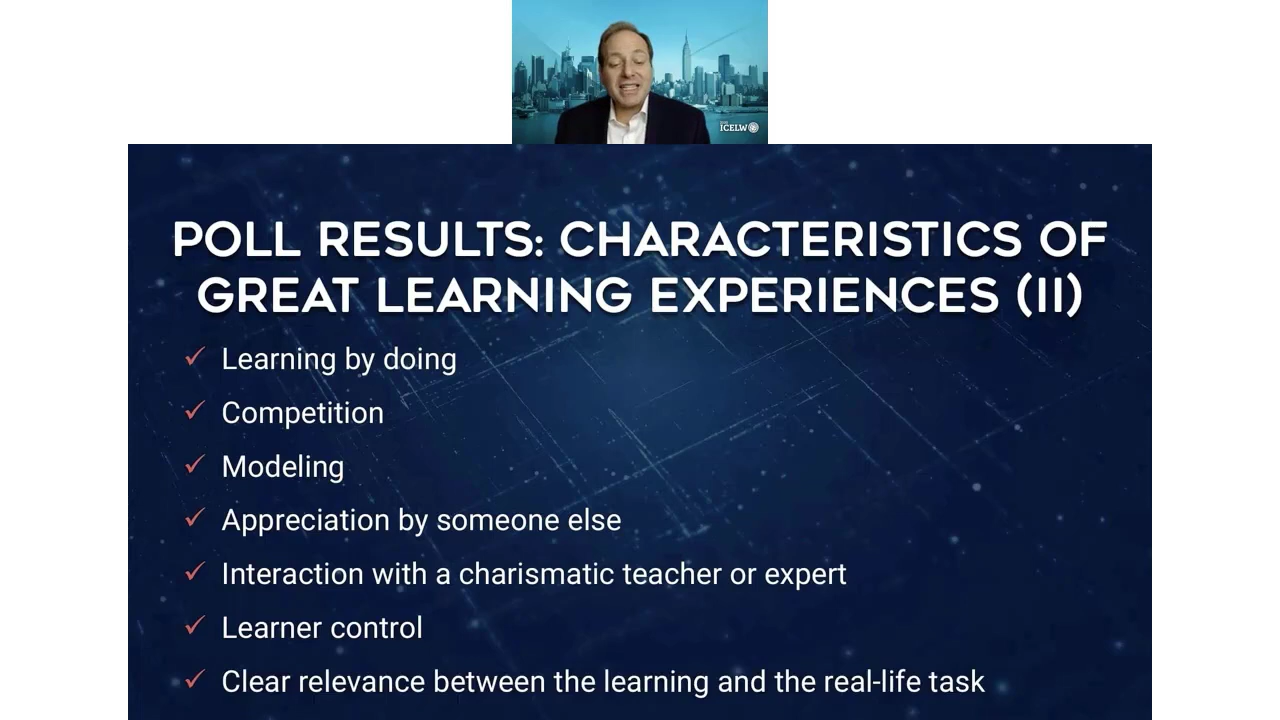 ICELW
POLL RESULTS: CHARACTERISTICS OF
GREAT LEARNING EXPERIENCES (II)
✓ Learning by doing
✓ Competition
✓ Modeling
✓ Appreciation by someone else
✓ Interaction with a charismatic teacher or expert
✓ Learner control
✓ Clear relevance between the learning and the real-life task